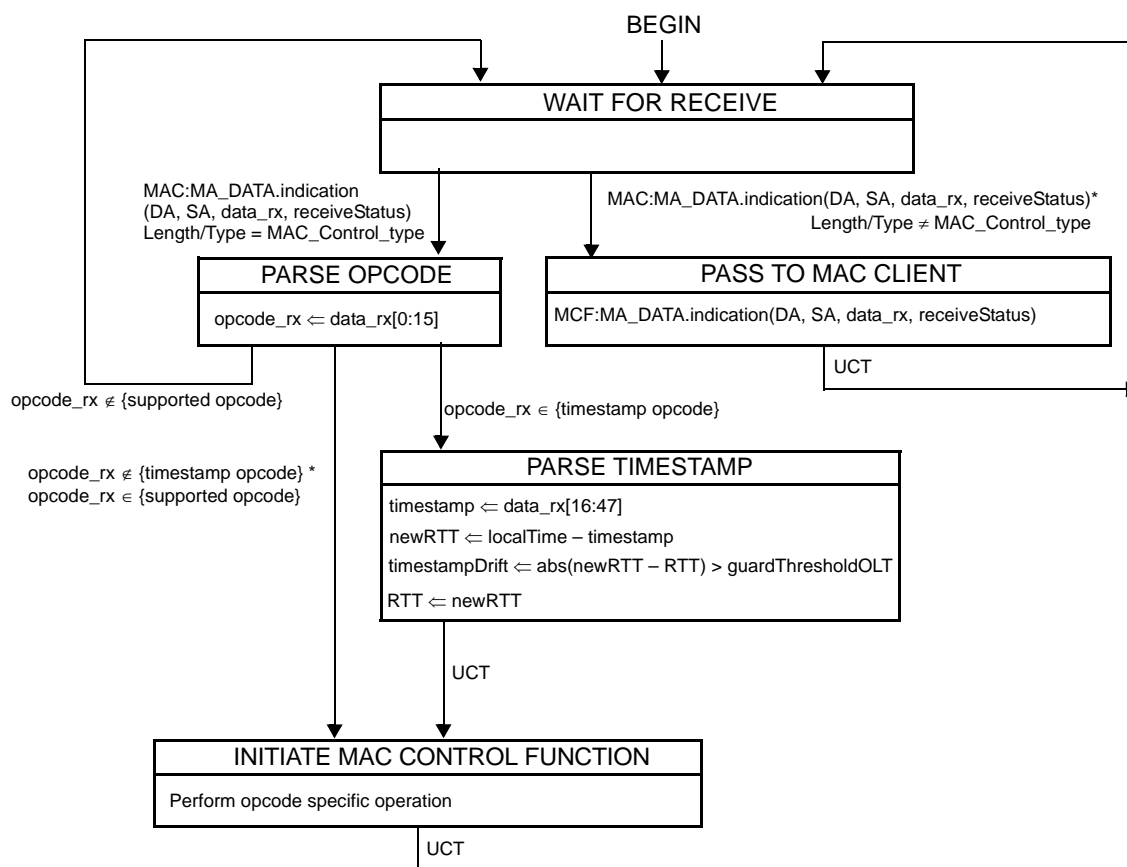 BEGIN
WAIT FOR RECEIVE
MAC:MA_DATA.indication
(DA, SA, data_rx, receiveStatus)
Length/Type = MAC_Control_type
MAC:MA_DATA.indication(DA, SA, data_rx, receiveStatus)*
Length/Type ≠ MAC_Control_type
PARSE OPCODE
opcode_rx ⇐ data_rx[0:15]
PASS TO MAC CLIENT
MCF:MA_DATA.indication(DA, SA, data_rx, receiveStatus)
UCT
opcode_rx ∉ {supported opcode}
opcode_rx ∈ {timestamp opcode}
opcode_rx ∉ {timestamp opcode} *
opcode_rx ∈ {supported opcode}
PARSE TIMESTAMP
timestamp ⇐ data_rx[16:47]
newRTT ⇐ localTime – timestamp
timestampDrift ⇐ abs(newRTT – RTT) > guardThresholdOLT
RTT ⇐ newRTT
UCT
INITIATE MAC CONTROL FUNCTION
Perform opcode specific operation
UCT